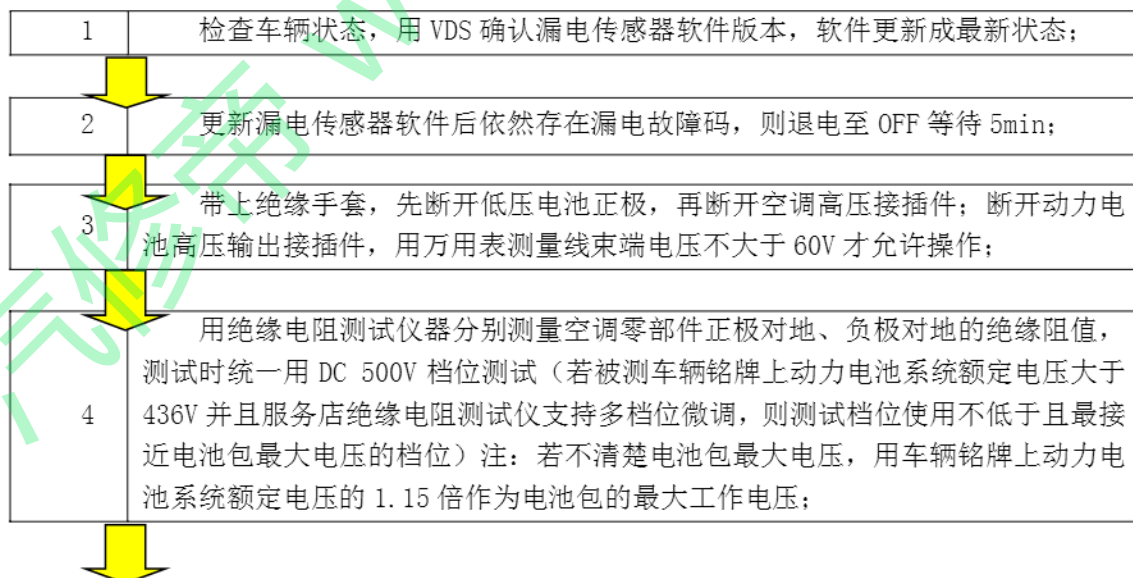 1 检查车辆状态，用 VDS 确认漏电传感器软件版本，软件更新成最新状态；
2 更新漏电传感器软件后依然存在漏电故障码，则退电至 OFF 等待 5min；
3 带上绝缘手套，先断开低压电池正极，再断开空调高压接插件；断开动力电
池高压输出接插件，用万用表测量线束端电压不大于 60V 才允许操作；
用绝缘电阻测试仪器分别测量空调零部件正极对地、负极对地的绝缘阻值，
测试时统一用 DC 500V 档位测试（若被测车辆铭牌上动力电池系统额定电压大于
4 436V 并且服务店绝缘电阻测试仪支持多档位微调，则测试档位使用不低于且最接
近电池包最大电压的档位）注：若不清楚电池包最大电压，用车辆铭牌上动力电
池系统额定电压的 1.15 倍作为电池包的最大工作电压；
汽修帝 W